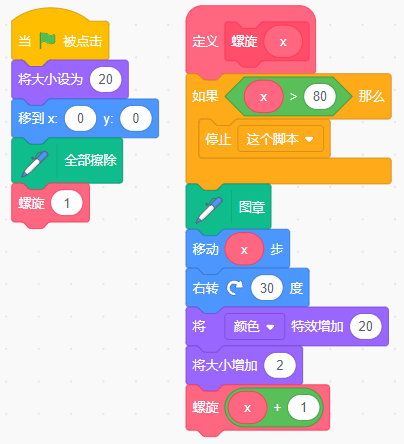 当 被点击
将大小设为 20
移到 x: 0 y: 0
全部擦除
螺旋 1
定义 螺旋 x
如果 x > 80 那么
停止 这个脚本
图章
移动 x 步
右转 30 度
将 颜色 特效增加 20
将大小增加 2
螺旋 x + 1